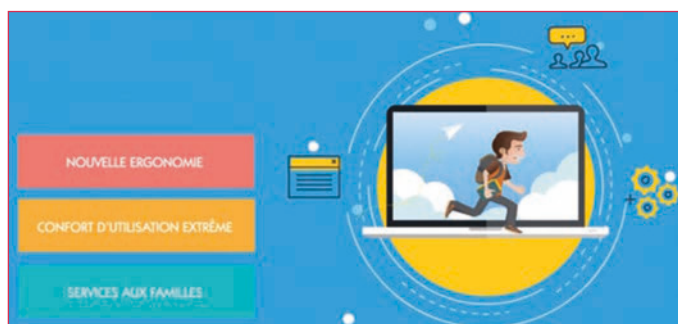 NOUVELLE ERGONOMIE
CONFORT D'UTILISATION EXTRÊME
SERVICES AUX FAMILLES